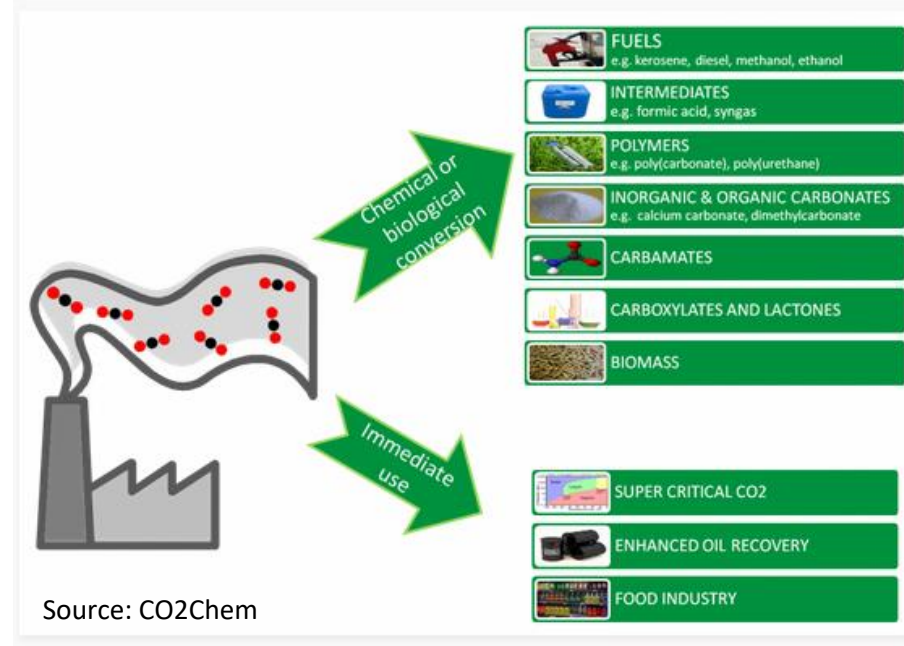 FUELS
e.g. kerosene, diesel, methanol, ethanol
INTERMEDIATES
e.g. formic acid, syngas
POLYMERS
e.g. poly(carbonate), poly(urethane)
INORGANIC & ORGANIC CARBONATES
e.g. calcium carbonate, dimethylcarbonate
CARBAMATES
CARBOXYLATES AND LACTONES
BIOMASS
Chemical or
biological
conversion
Immediate
use
SUPER CRITICAL CO2
ENHANCED OIL RECOVERY
FOOD INDUSTRY
Source: CO2Chem